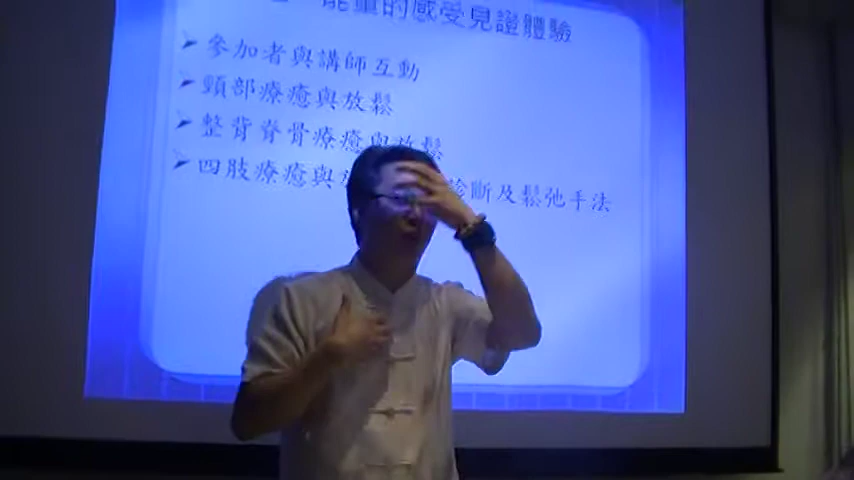 能量的感受見證體驗
參加者與講師互動
頸部療癒與放鬆
整背脊骨療癒與放鬆
四肢療癒與 診斷及鬆弛手法